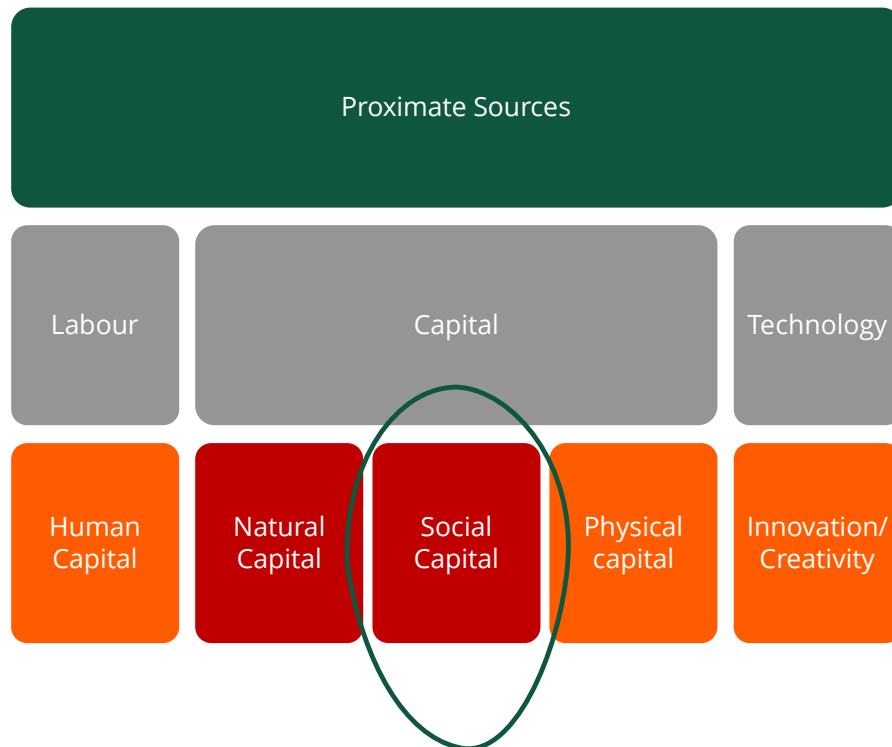 Proximate Sources
Labour
Capital
Technology
Human
Capital
Natural
Capital
Social
Capital
Physical
capital
Innovation/
Creativity